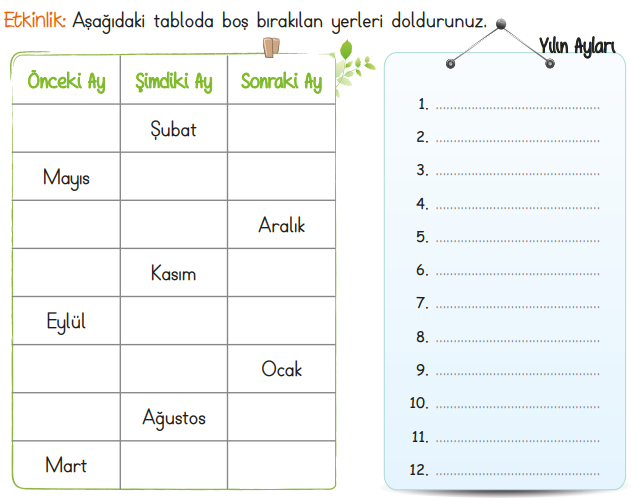 Etkinlik: Aşağıdaki tabloda boş bırakılan yerleri doldurunuz.
Önceki Ay Şimdiki Ay Sonraki Ay
Şubat
Mayıs
Aralık
Kasım
Eylül
Ocak
Ağustos
Mart
Yılın Ayları
1. ......................................................
2. ......................................................
3. ......................................................
4. ......................................................
5. ......................................................
6. ......................................................
7. ......................................................
8. ......................................................
9. ......................................................
10. ......................................................
11. ......................................................
12. ......................................................